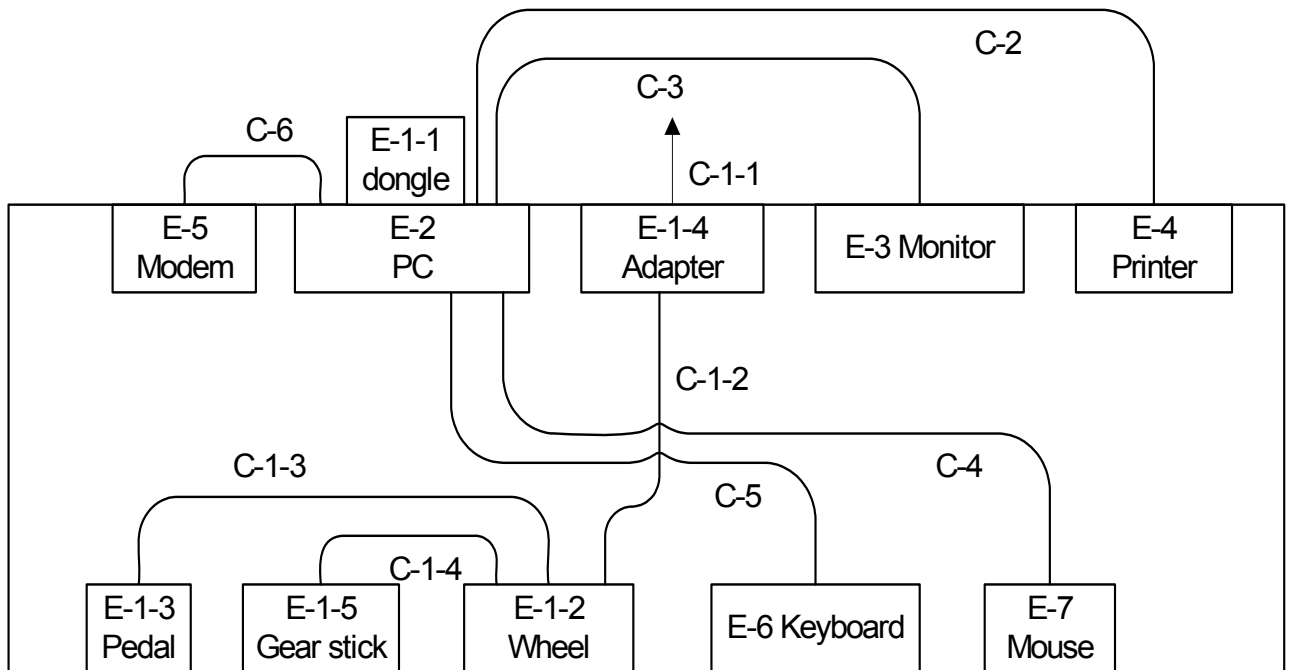 C-2
C-3
C-6
E-1-1
dongle
C-1-1
E-5
Modem
E-2
PC
E-1-4
Adapter
E-3 Monitor
E-4
Printer
C-1-2
C-1-3
C-4
C-5
C-1-4
E-1-3
Pedal
E-1-5
Gear stick
E-1-2
Wheel
E-6 Keyboard
E-7
Mouse